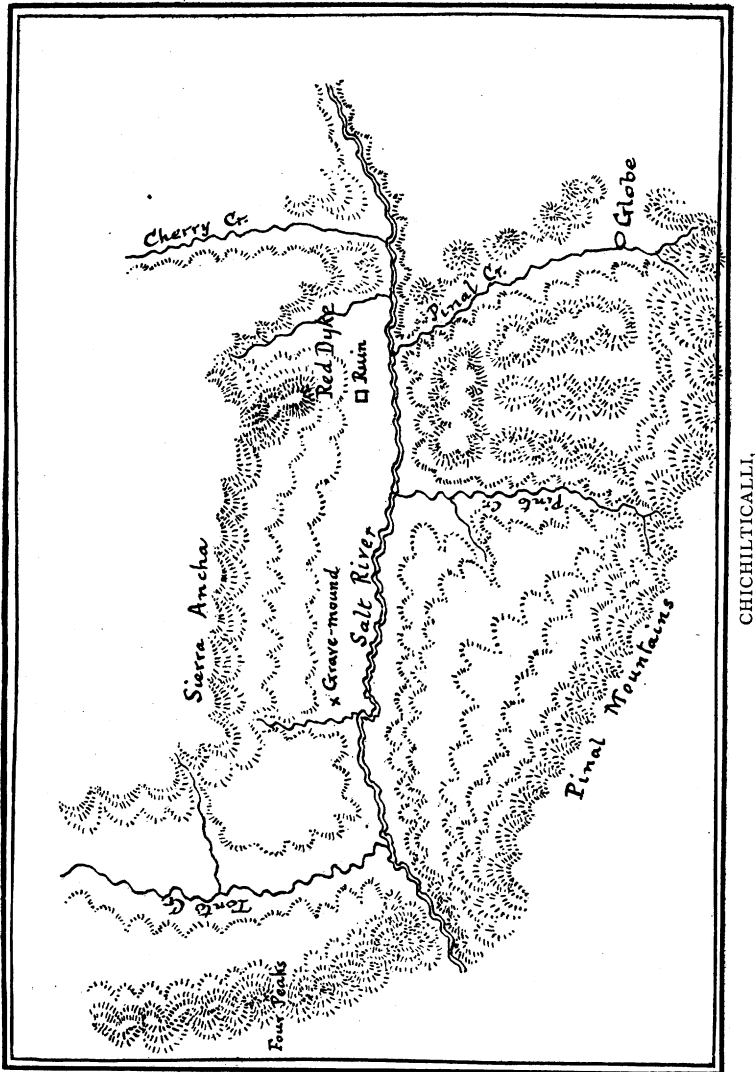 Cherry Cr.
Globe
Pinal Cr.
Red Dyke
Ruin
Pinto Cr.
Sierra Ancha
Grave-mound
Salt River
Pinal Mountains
Tonto Cr.
Four Peaks
CHICHILTICALLI,